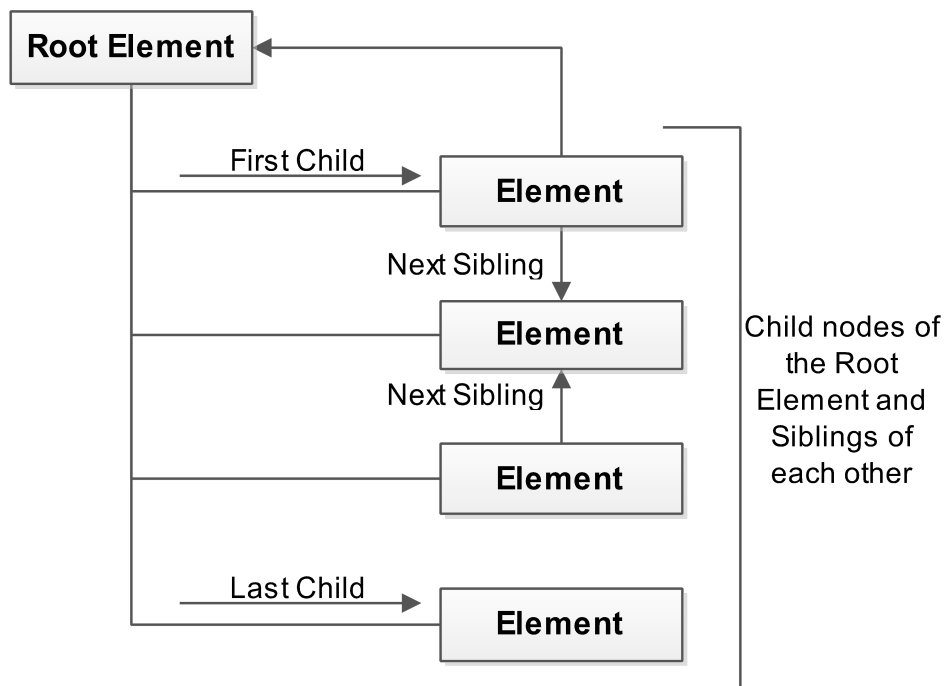 Root Element
First Child
Element
Next Sibling
Element
Next Sibling
Element
Last Child
Element
Child nodes of
the Root
Element and
Siblings of
each other